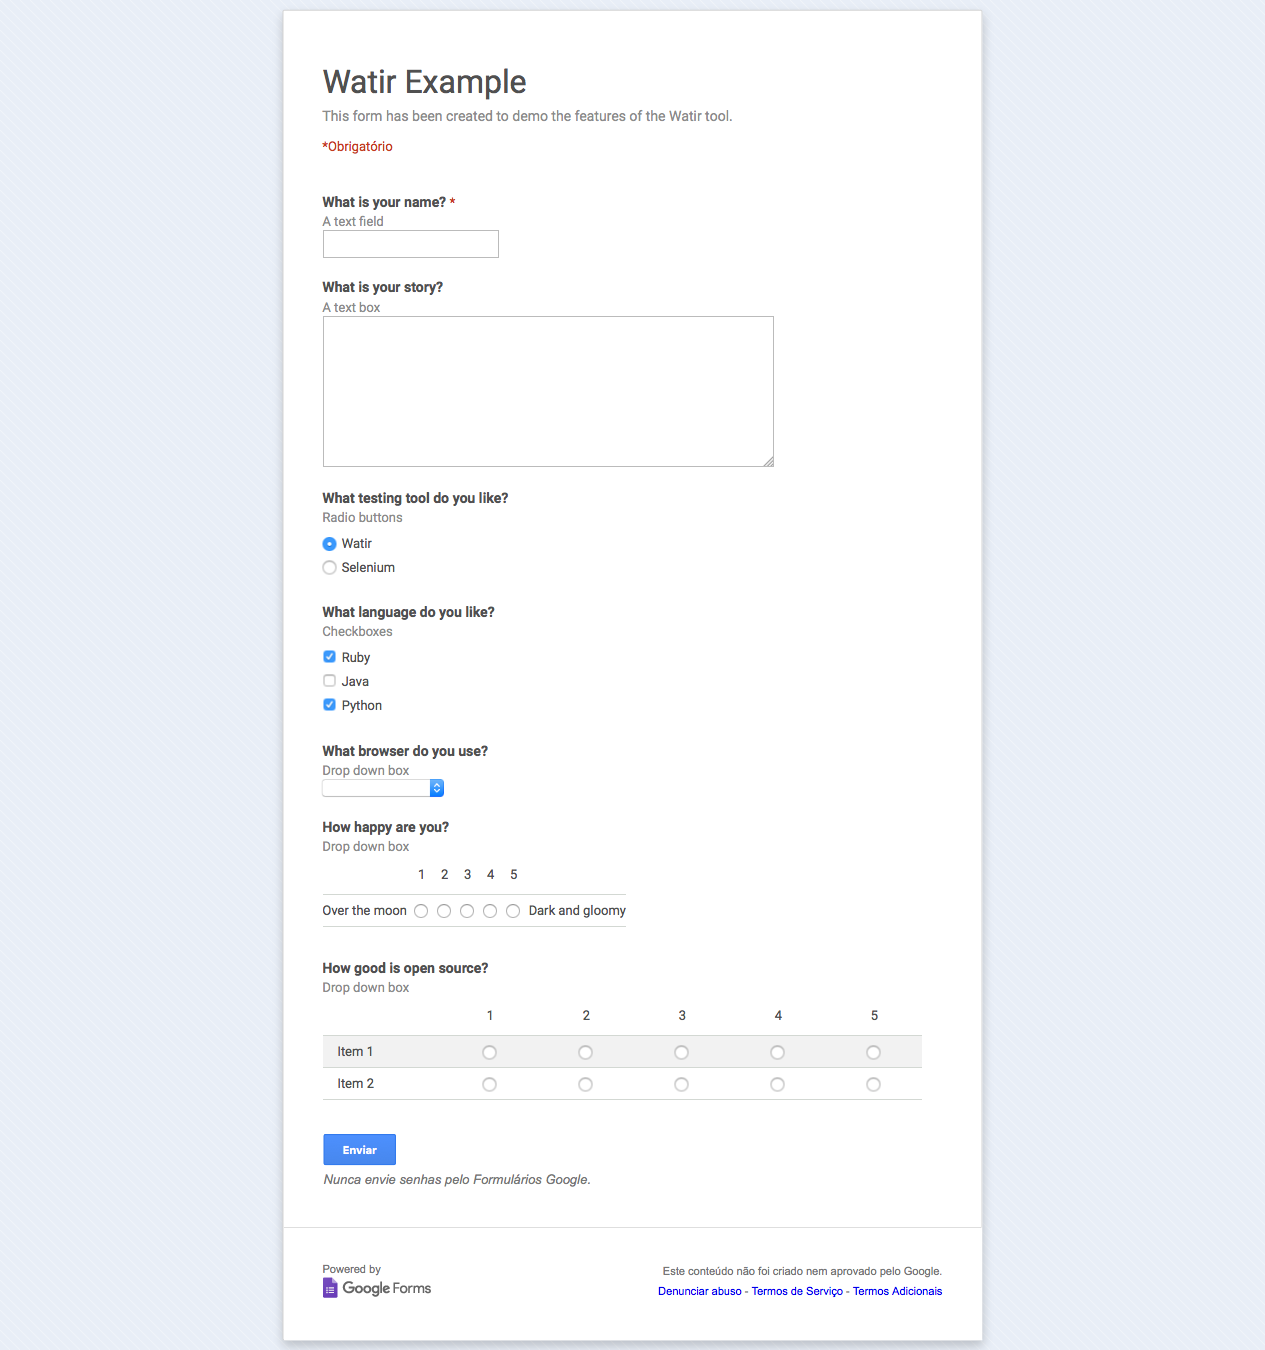 Watir Example
This form has been created to demo the features of the Watir tool.
*Obrigatório
What is your name? *
A text field
What is your story?
A text box
What testing tool do you like?
Radio buttons
Watir
Selenium
What language do you like?
Checkboxes
Ruby
Java
Python
What browser do you use?
Drop down box
How happy are you?
Drop down box
1 2 3 4 5
Over the moon Dark and gloomy
How good is open source?
Drop down box
1 2 3 4 5
Item 1
Item 2
Enviar
Nunca envie senhas pelo Formulários Google.
Powered by
Google Forms
Este conteúdo não foi criado nem aprovado pelo Google.
Denunciar abuso - Termos de Serviço - Termos Adicionais